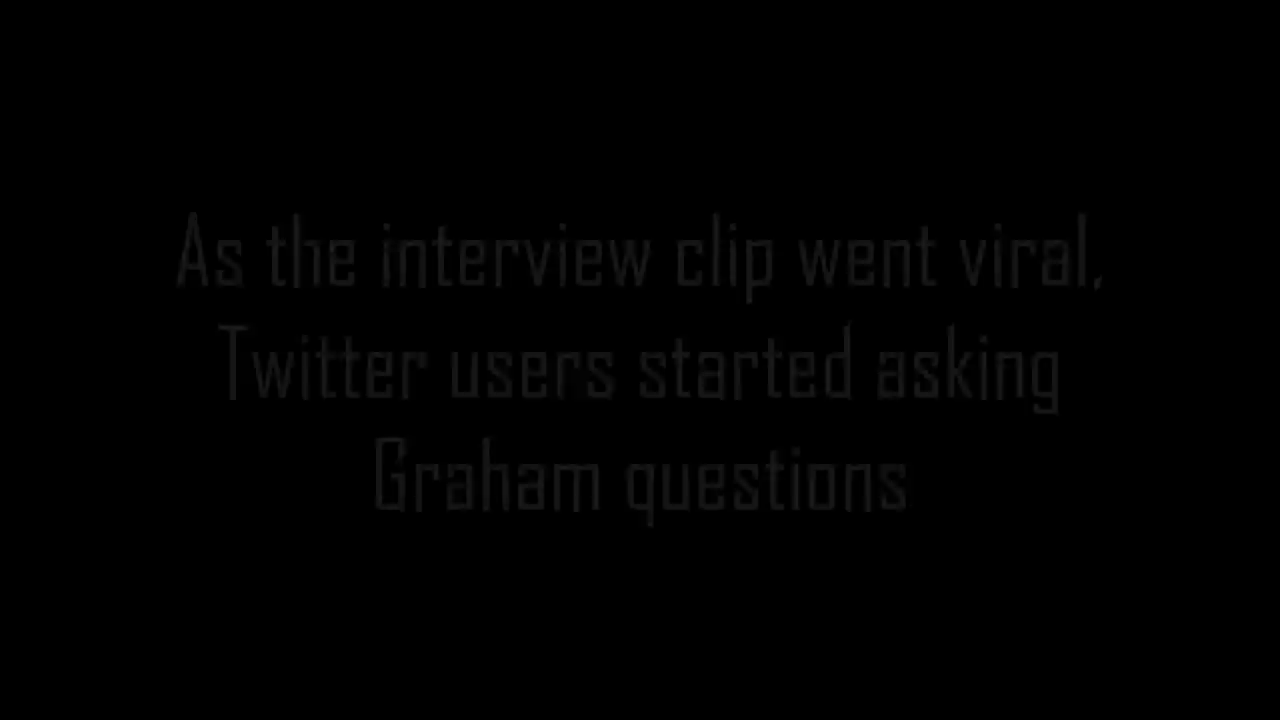 As the interview clip went viral,
Twitter users started asking
Graham questions